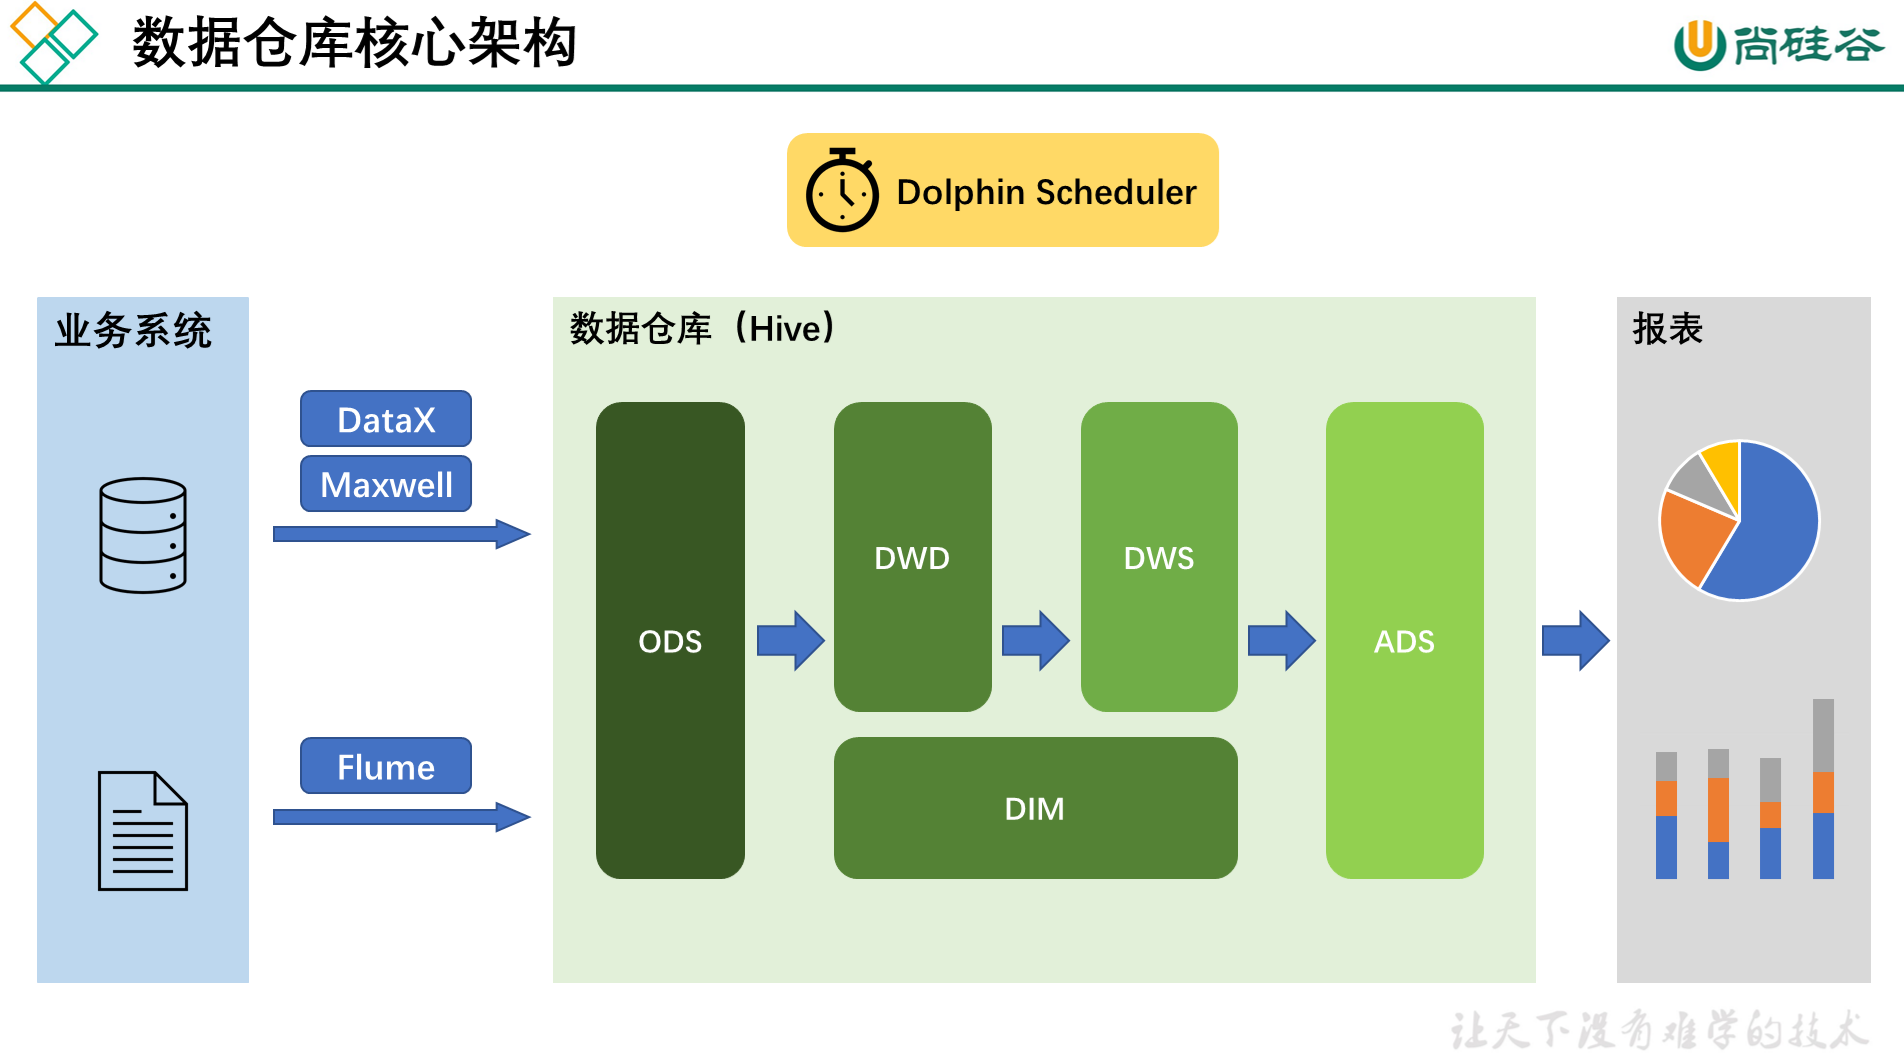 数据仓库核心架构
U尚硅谷
Dolphin Scheduler
业务系统
DataX
Maxwell
Flume
数据仓库（Hive）
ODS
DWD
DWS
DIM
ADS
报表
让天下没有难学的技术